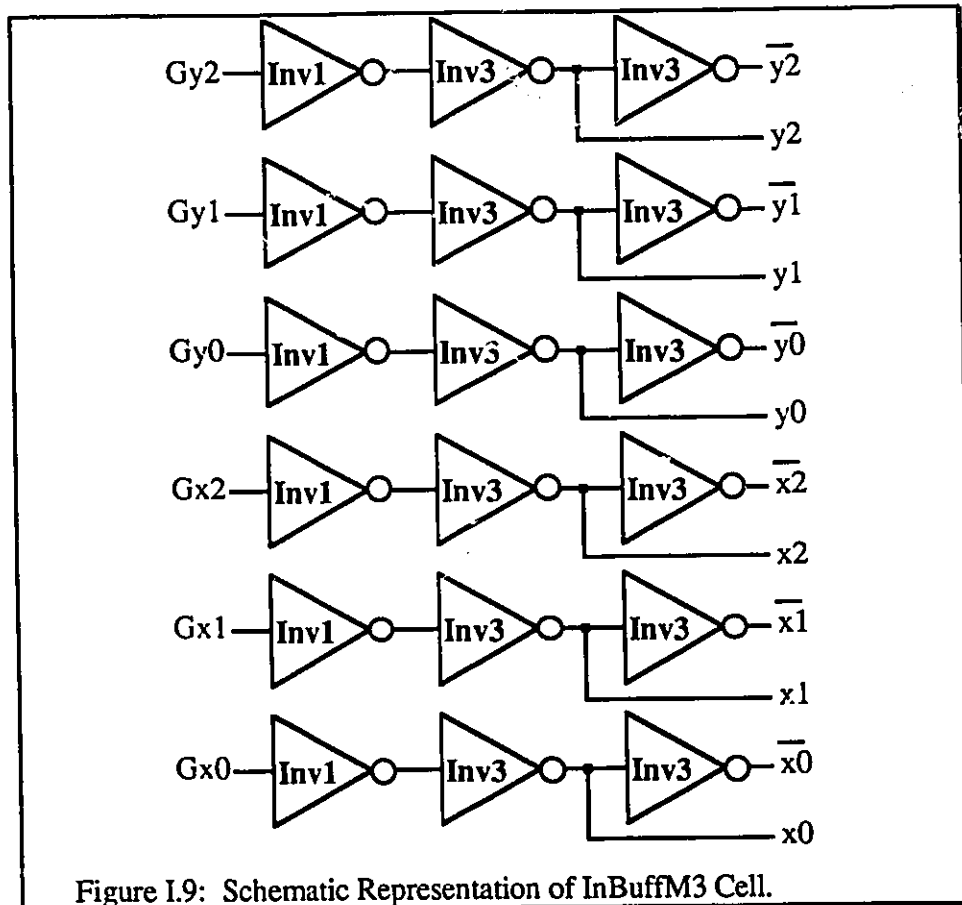 Gy2 Inv1 Inv3 Inv3 y2
y2
Gy1 Inv1 Inv3 Inv3 y1
y1
Gy0 Inv1 Inv3 Inv3 y0
y0
Gx2 Inv1 Inv3 Inv3 x2
x2
Gx1 Inv1 Inv3 Inv3 x1
x1
Gx0 Inv1 Inv3 Inv3 x0
x0
Figure I.9: Schematic Representation of InBuffM3 Cell.